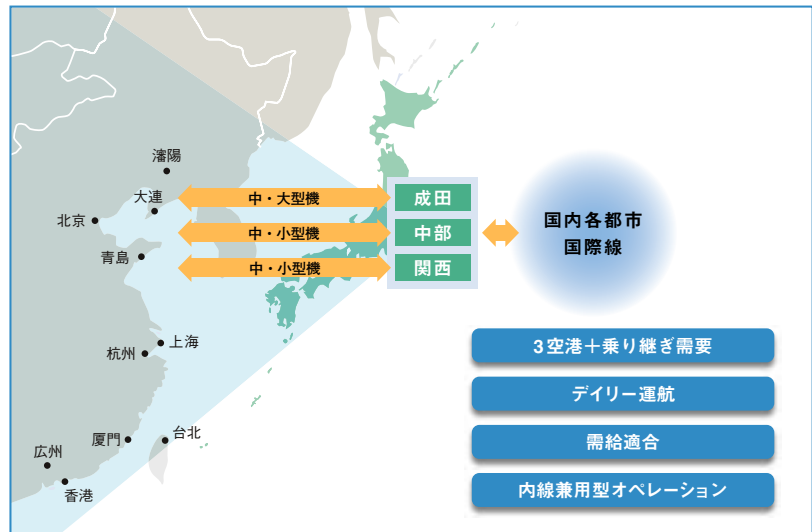 瀋陽
大連
北京
青島
上海
杭州
厦門
台北
広州
香港
中・大型機
中・小型機
中・小型機
成田
中部
関西
国内各都市
国際線
3空港＋乗り継ぎ需要
デイリー運航
需給適合
内線兼用型オペレーション